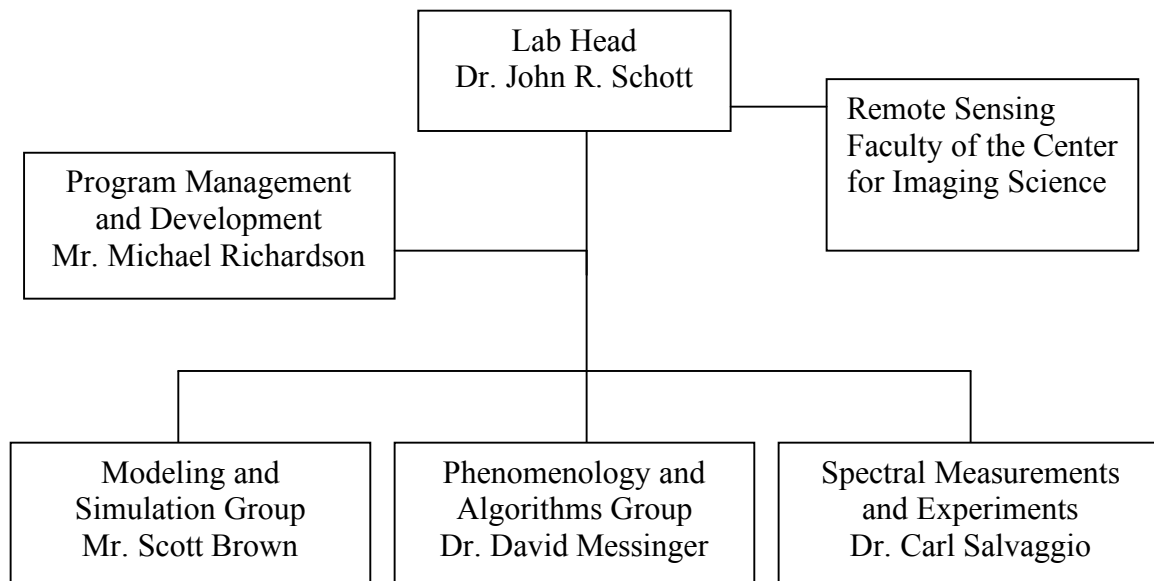 Lab Head
Dr. John R. Schott
Remote Sensing
Faculty of the Center
for Imaging Science
Program Management
and Development
Mr. Michael Richardson
Modeling and
Simulation Group
Mr. Scott Brown
Phenomenology and
Algorithms Group
Dr. David Messinger
Spectral Measurements
and Experiments
Dr. Carl Salvaggio